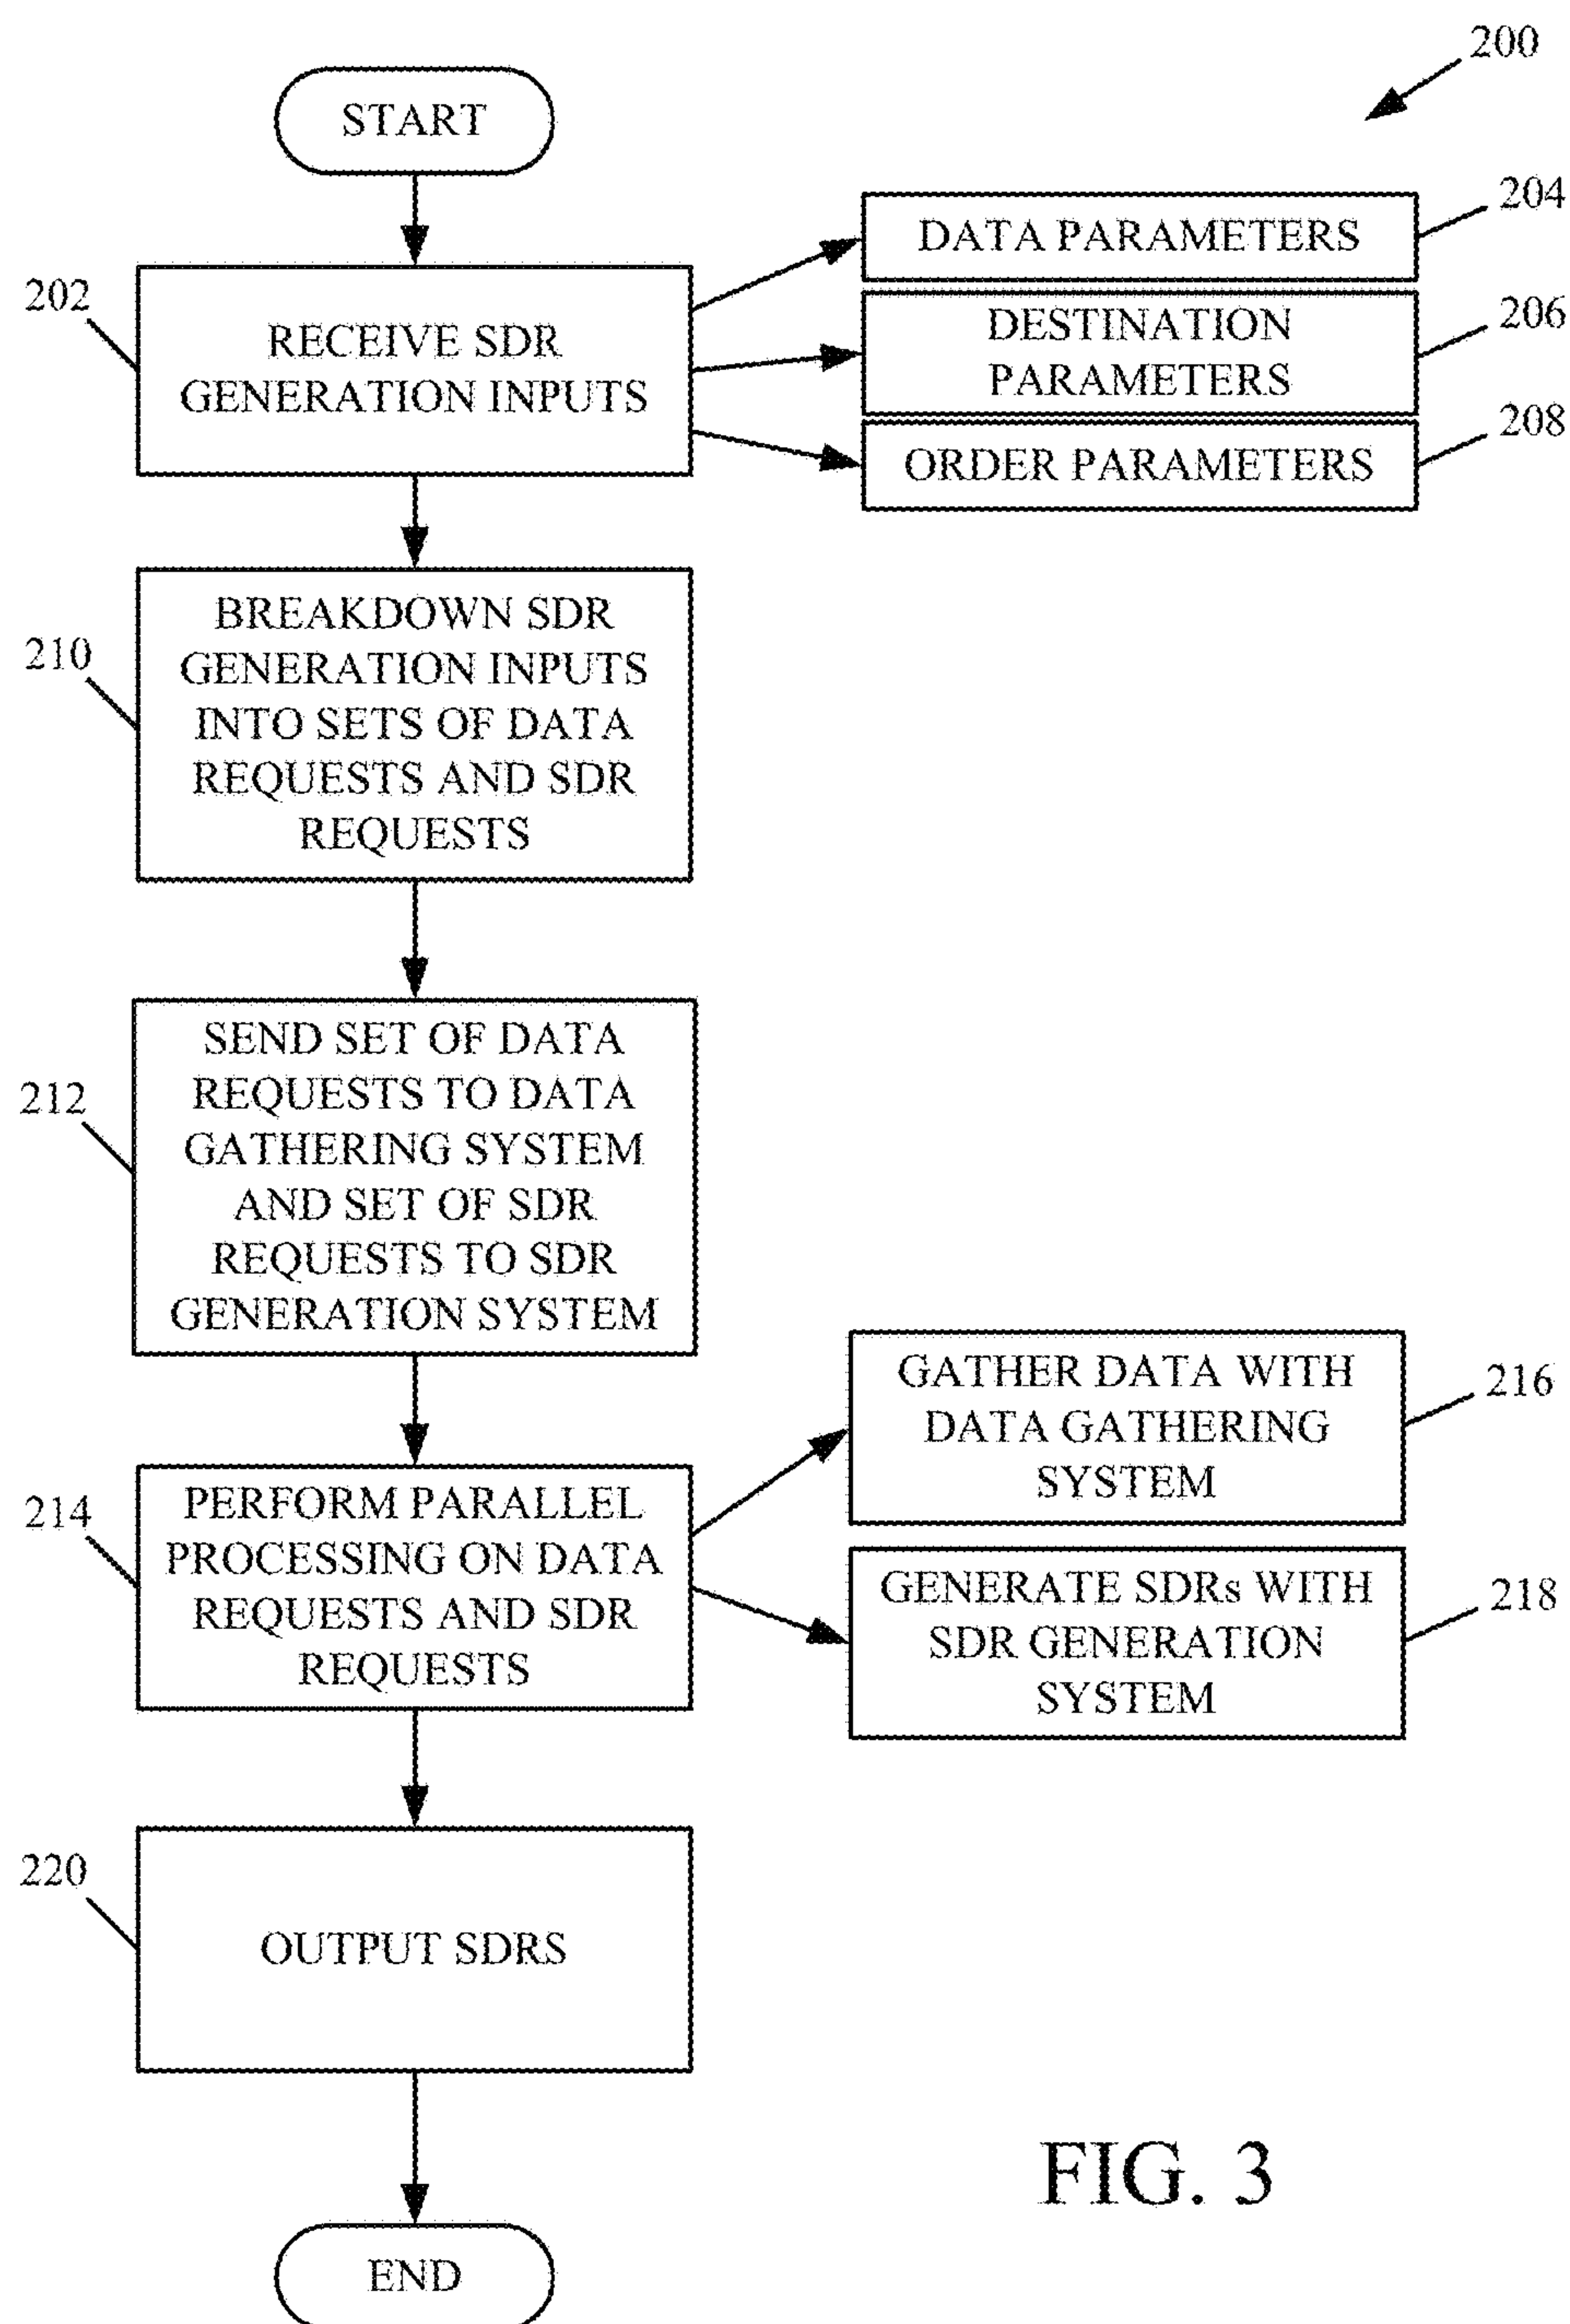 200
START
204
DATA PARAMETERS
202
RECEIVE SDR
GENERATION INPUTS
206
DESTINATION
PARAMETERS
208
ORDER PARAMETERS
210
BREAKDOWN SDR
GENERATION INPUTS
INTO SETS OF DATA
REQUESTS AND SDR
REQUESTS
212
SEND SET OF DATA
REQUESTS TO DATA
GATHERING SYSTEM
AND SET OF SDR
REQUESTS TO SDR
GENERATION SYSTEM
214
PERFORM PARALLEL
PROCESSING ON DATA
REQUESTS AND SDR
REQUESTS
216
GATHER DATA WITH
DATA GATHERING
SYSTEM
218
GENERATE SDRs WITH
SDR GENERATION
SYSTEM
220
OUTPUT SDRS
END
FIG. 3